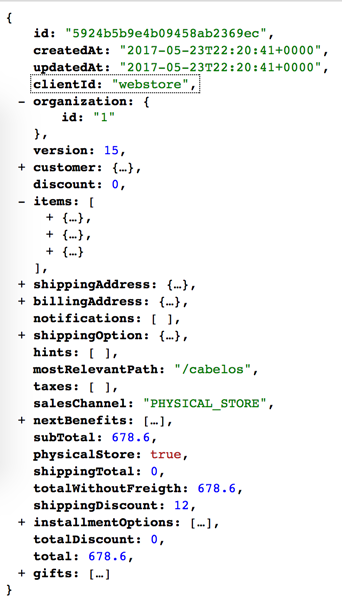 {
id: "5924b5b9e4b09458ab2369ec",
createdAt: "2017-05-23T22:20:41+0000",
updatedAt: "2017-05-23T22:20:41+0000",
clientId: "webstore",
- organization: {
id: "1"
},
version: 15,
+ customer: {…},
discount: 0,
- items: [
+ {…},
+ {…},
+ {…}
],
+ shippingAddress: {…},
+ billingAddress: {…},
notifications: [ ],
+ shippingOption: {…},
hints: [ ],
mostRelevantPath: "/cabelos",
taxes: [ ],
salesChannel: "PHYSICAL_STORE",
+ nextBenefits: […],
subTotal: 678.6,
physicalStore: true,
shippingTotal: 0,
totalWithoutFreigth: 678.6,
shippingDiscount: 12,
+ installmentOptions: […],
totalDiscount: 0,
total: 678.6,
+ gifts: […]
}